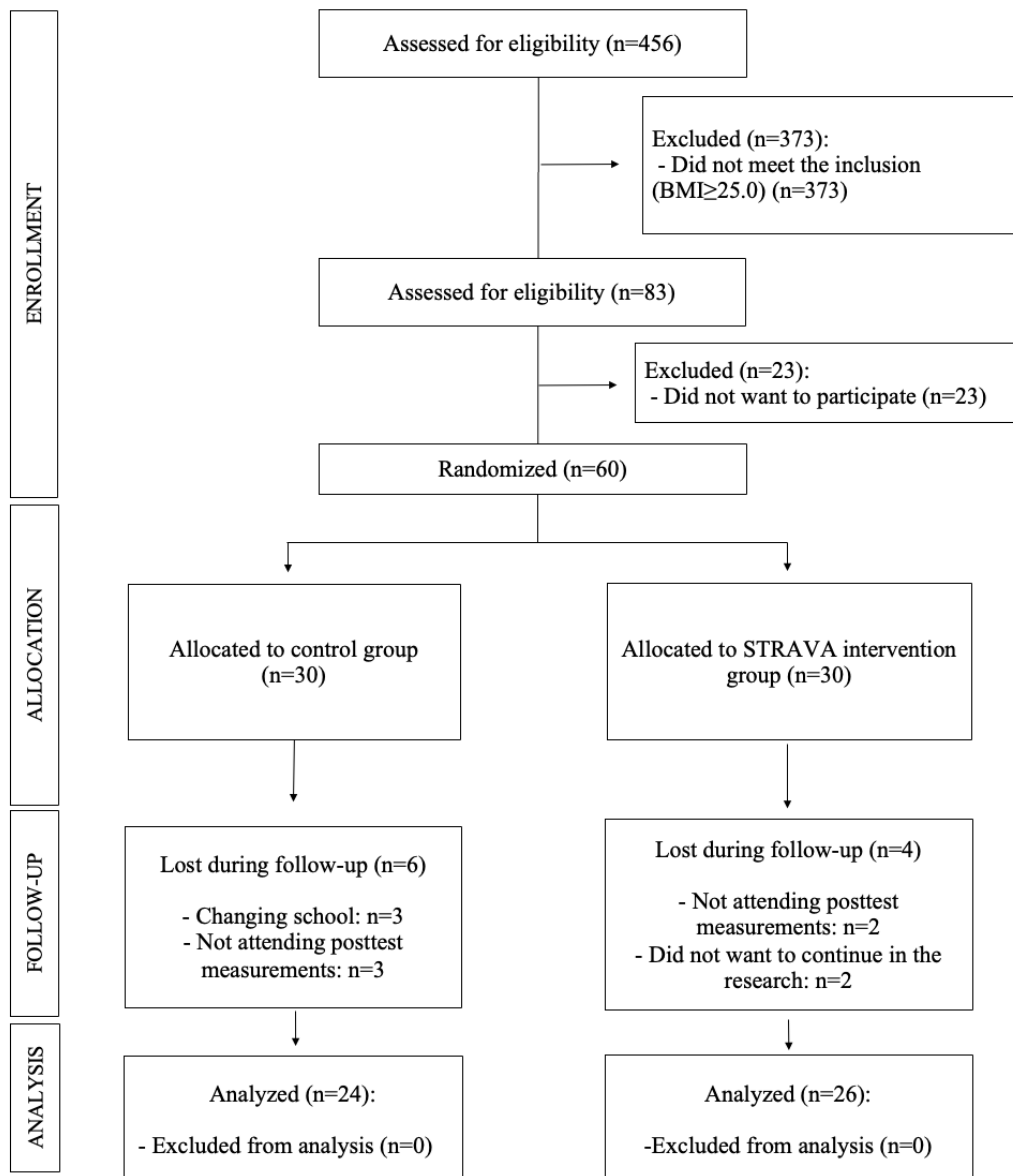 Assessed for eligibility (n=456)
Excluded (n=373):
- Did not meet the inclusion
(BMI≥25.0) (n=373)
ENROLLMENT
Assessed for eligibility (n=83)
Excluded (n=23):
- Did not want to participate (n=23)
Randomized (n=60)
ALLOCATION
Allocated to control group
(n=30)
Allocated to STRAVA intervention
group (n=30)
FOLLOW-UP
Lost during follow-up (n=6)
- Changing school: n=3
- Not attending posttest
measurements: n=3
Lost during follow-up (n=4)
- Not attending posttest
measurements: n=2
- Did not want to continue in the
research: n=2
ANALYSIS
Analyzed (n=24):
- Excluded from analysis (n=0)
Analyzed (n=26):
-Excluded from analysis (n=0)